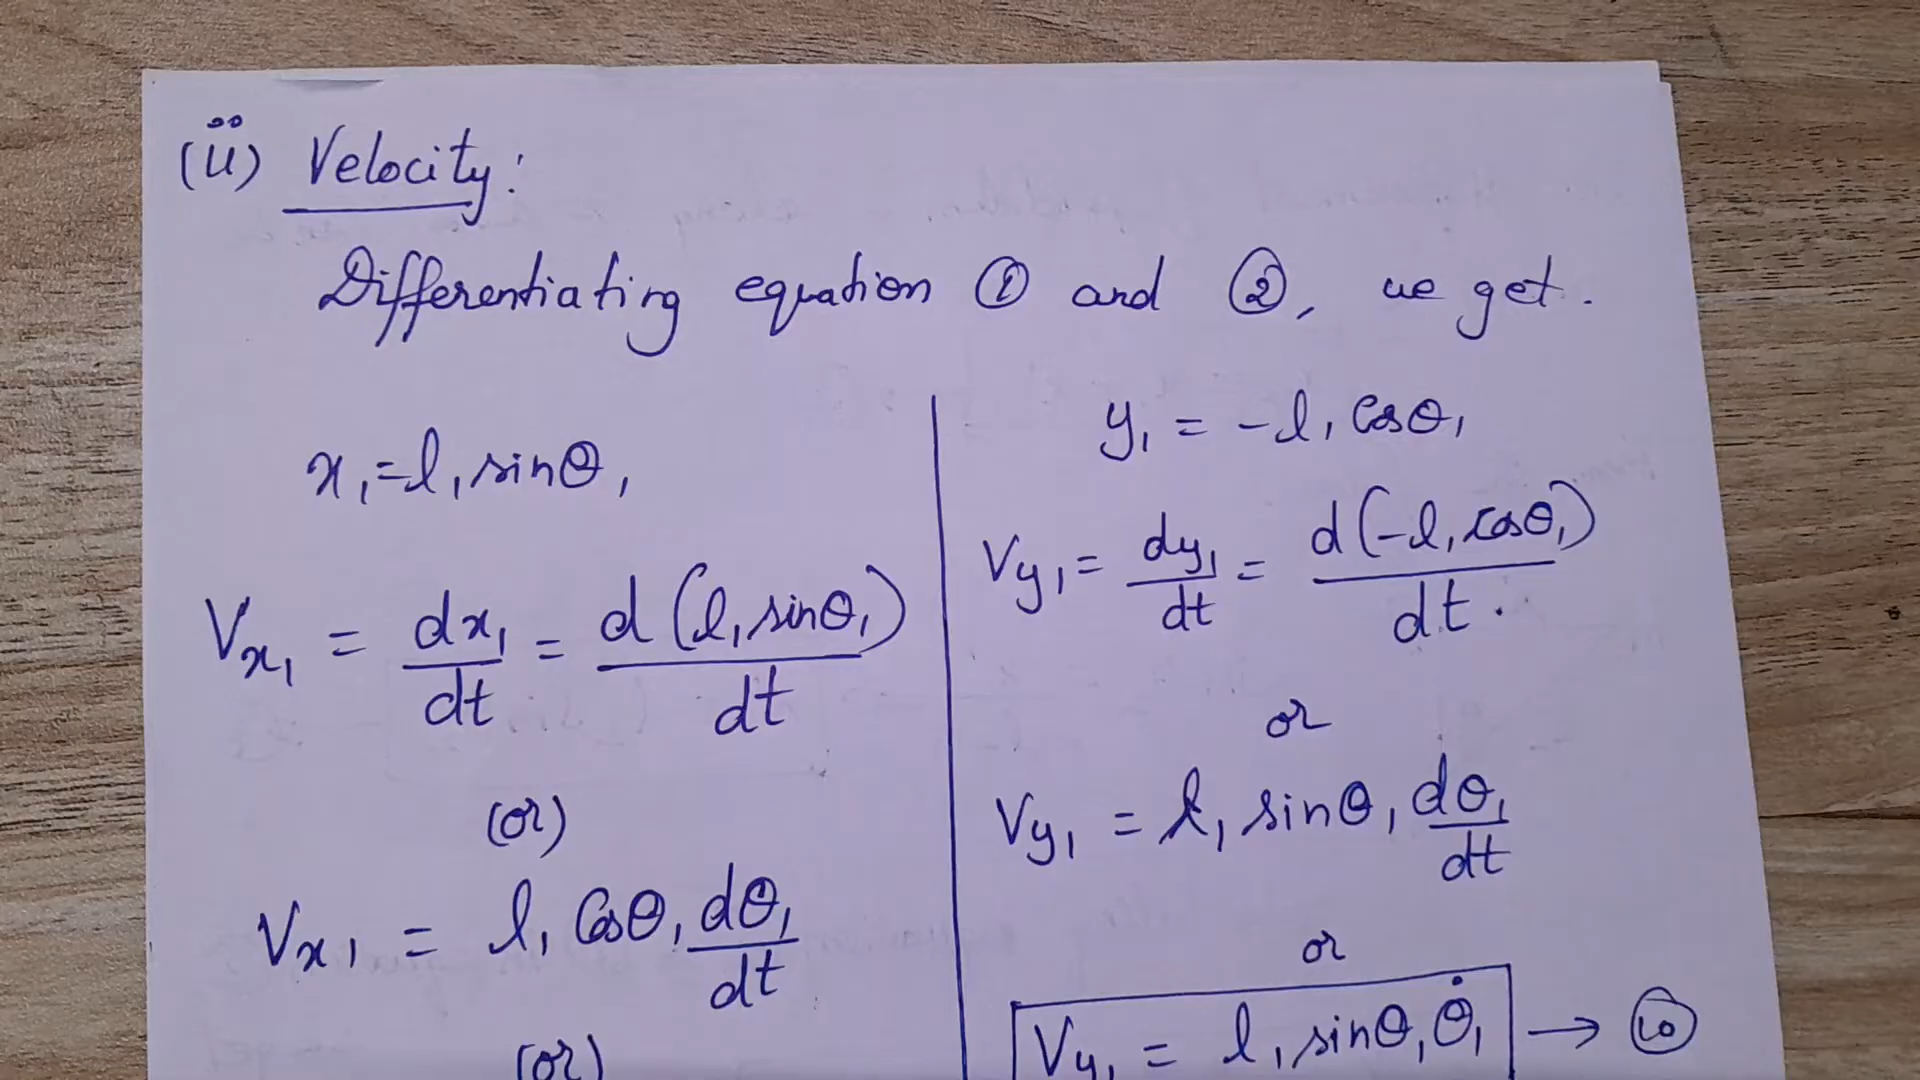 (ii) Velocity:
Differentiating equation ① and ②, we get.
x₁ = l₁ sinθ₁
Vx₁ = dx₁/dt = d(l₁ sinθ₁)/dt
(or)
Vx₁ = l₁ Cosθ₁ dθ₁/dt
(or)
y₁ = -l₁ Cosθ₁
Vy₁ = dy₁/dt = d(-l₁ cosθ₁)/dt.
or
Vy₁ = l₁ sinθ₁ dθ₁/dt
or
Vy₁ = l₁ sinθ₁ θ̇₁ → ⑩